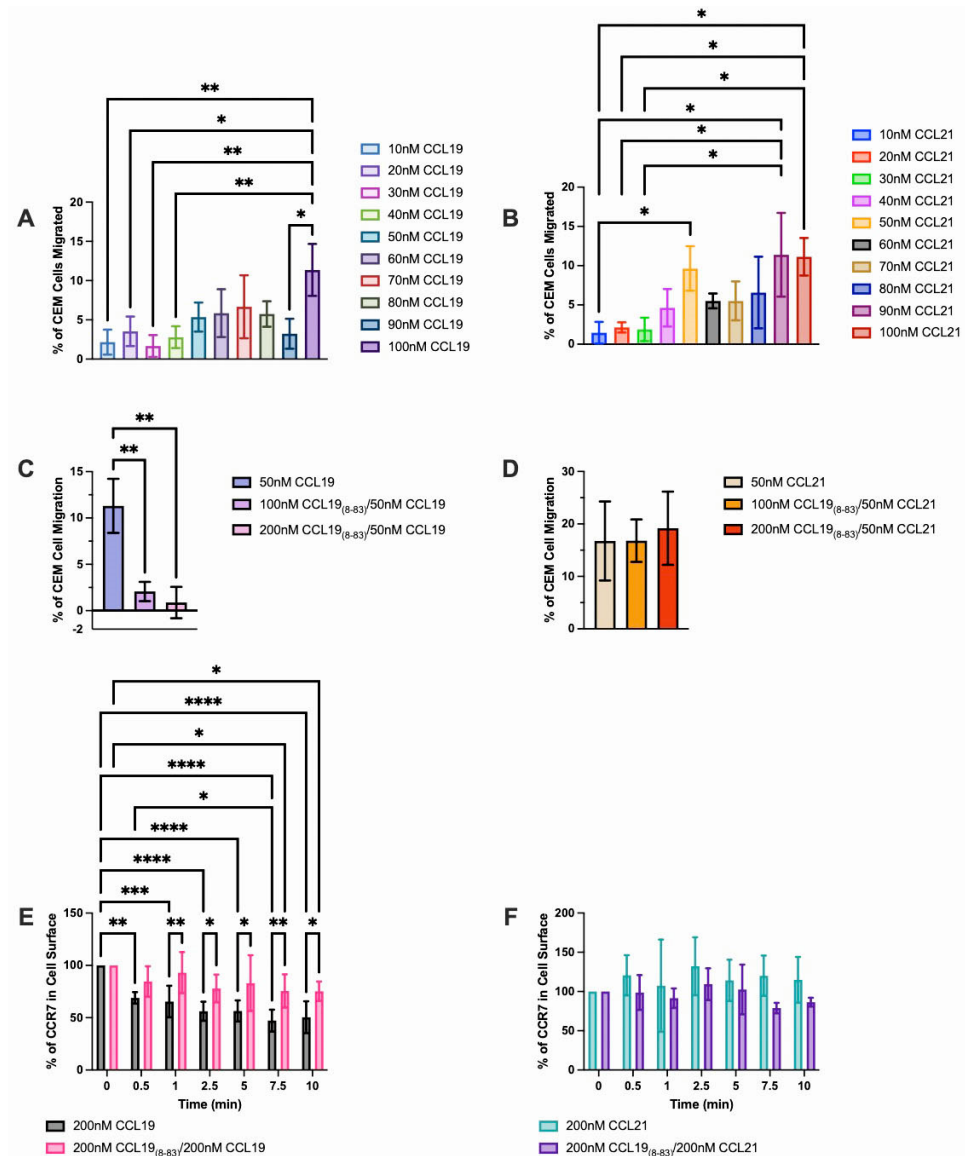 A
% of CEM Cells Migrated
20
15
10
5
0
**
*
**
**
*
10nM CCL19
20nM CCL19
30nM CCL19
40nM CCL19
50nM CCL19
60nM CCL19
70nM CCL19
80nM CCL19
90nM CCL19
100nM CCL19
B
% of CEM Cells Migrated
20
15
10
5
0
*
*
*
*
*
*
*
10nM CCL21
20nM CCL21
30nM CCL21
40nM CCL21
50nM CCL21
60nM CCL21
70nM CCL21
80nM CCL21
90nM CCL21
100nM CCL21
C
% of CEM Cell Migration
15
10
5
0
-2
**
**
50nM CCL19
100nM CCL19(8-83)/50nM CCL19
200nM CCL19(8-83)/50nM CCL19
D
% of CEM Cell Migration
30
20
10
0
50nM CCL21
100nM CCL19(8-83)/50nM CCL21
200nM CCL19(8-83)/50nM CCL21
E
% of CCR7 in Cell Surface
150
100
50
0
*
****
*
****
*
****
****
***
** ** * * ** *
0 0.5 1 2.5 5 7.5 10
Time (min)
200nM CCL19
200nM CCL19(8-83)/200nM CCL19
F
% of CCR7 in Cell Surface
200
150
100
50
0
0 0.5 1 2.5 5 7.5 10
Time (min)
200nM CCL21
200nM CCL19(8-83)/200nM CCL21